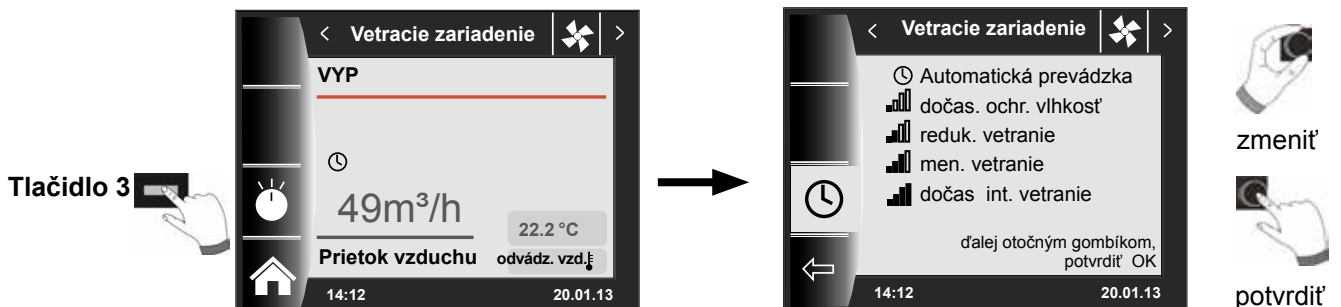 Tlačidlo 3
< Vetracie zariadenie >
VYP
49m³/h
22.2 °C
Prietok vzduchu odvádz. vzd.
14:12 20.01.13
< Vetracie zariadenie >
Automatická prevádzka
dočas. ochr. vlhkosť
reduk. vetranie
men. vetranie
dočas int. vetranie
ďalej otočným gombíkom,
potvrdiť OK
14:12 20.01.13
zmeniť
potvrdiť